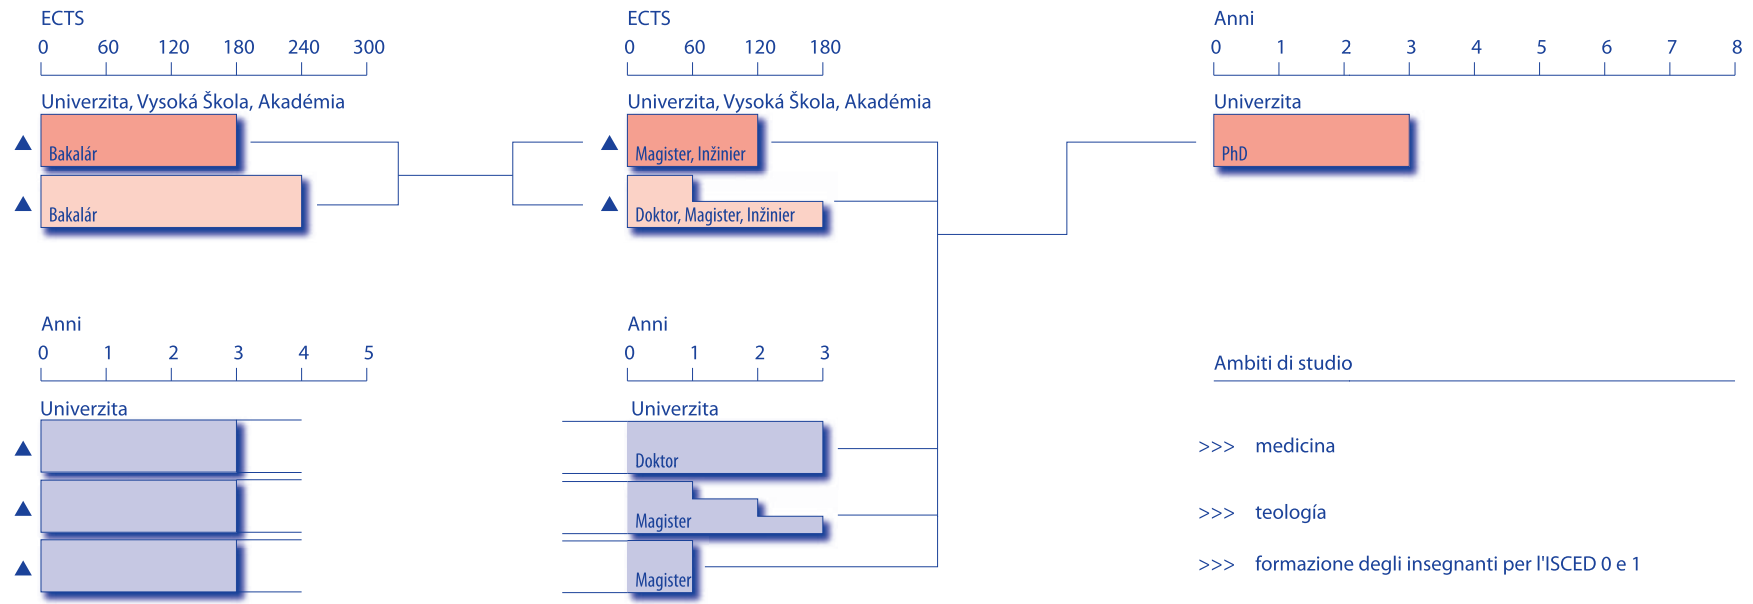 ECTS
0 60 120 180 240 300
Univerzita, Vysoká Škola, Akadémia
Bakalár
Bakalár
ECTS
0 60 120 180
Univerzita, Vysoká Škola, Akadémia
Magister, Inžinier
Doktor, Magister, Inžinier
Anni
0 1 2 3 4 5 6 7 8
Univerzita
PhD
Anni
0 1 2 3 4 5
Univerzita
Anni
0 1 2 3
Univerzita
Doktor
Magister
Magister
Ambiti di studio
>>> medicina
>>> teología
>>> formazione degli insegnanti per l'ISCED 0 e 1